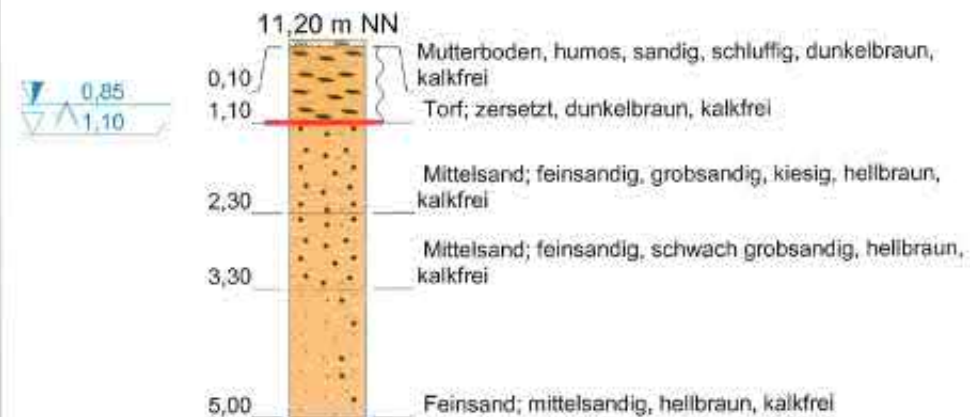 11,20 m NN
Mutterboden, humos, sandig, schluffig, dunkelbraun,
kalkfrei
0,10
0,85
1,10
1,10
Torf; zersetzt, dunkelbraun, kalkfrei
Mittelsand; feinsandig, grobsandig, kiesig, hellbraun,
kalkfrei
2,30
Mittelsand; feinsandig, schwach grobsandig, hellbraun,
kalkfrei
3,30
5,00
Feinsand; mittelsandig, hellbraun, kalkfrei